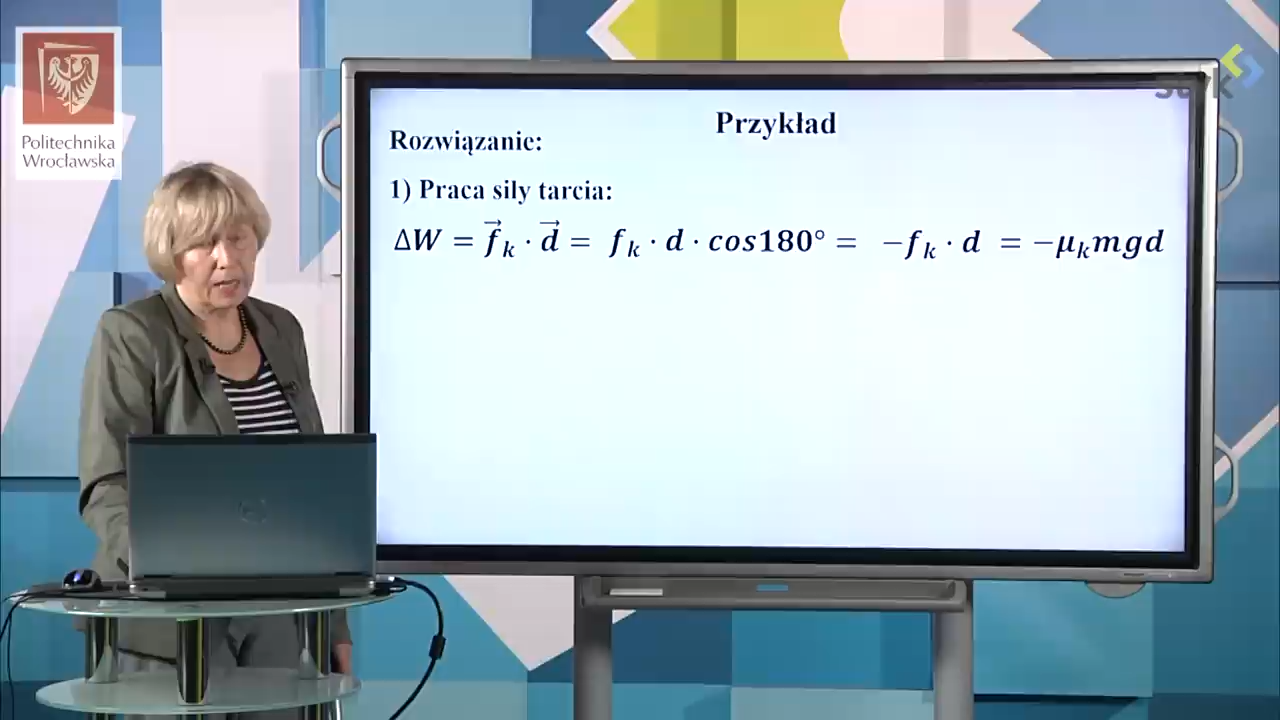 Politechnika
Wrocławska
Przykład
Rozwiązanie:
1) Praca siły tarcia:
ΔW = f⃗ₖ · d⃗ = fₖ · d · cos180° = −fₖ · d = −μₖmgd